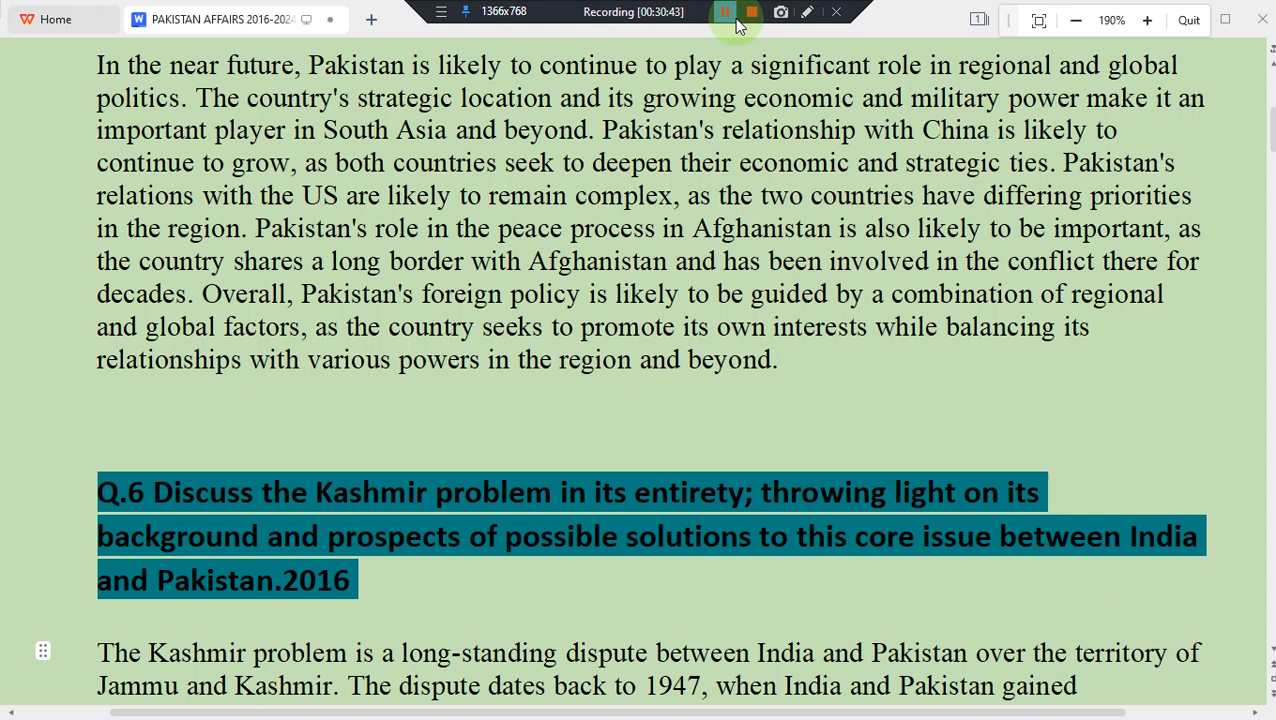 Home
PAKISTAN AFFAIRS 2016-2024
1366x768
Recording [00:30:43]
1
190%
Quit
In the near future, Pakistan is likely to continue to play a significant role in regional and global
politics. The country's strategic location and its growing economic and military power make it an
important player in South Asia and beyond. Pakistan's relationship with China is likely to
continue to grow, as both countries seek to deepen their economic and strategic ties. Pakistan's
relations with the US are likely to remain complex, as the two countries have differing priorities
in the region. Pakistan's role in the peace process in Afghanistan is also likely to be important, as
the country shares a long border with Afghanistan and has been involved in the conflict there for
decades. Overall, Pakistan's foreign policy is likely to be guided by a combination of regional
and global factors, as the country seeks to promote its own interests while balancing its
relationships with various powers in the region and beyond.
Q.6 Discuss the Kashmir problem in its entirety; throwing light on its
background and prospects of possible solutions to this core issue between India
and Pakistan.2016
The Kashmir problem is a long-standing dispute between India and Pakistan over the territory of
Jammu and Kashmir. The dispute dates back to 1947, when India and Pakistan gained